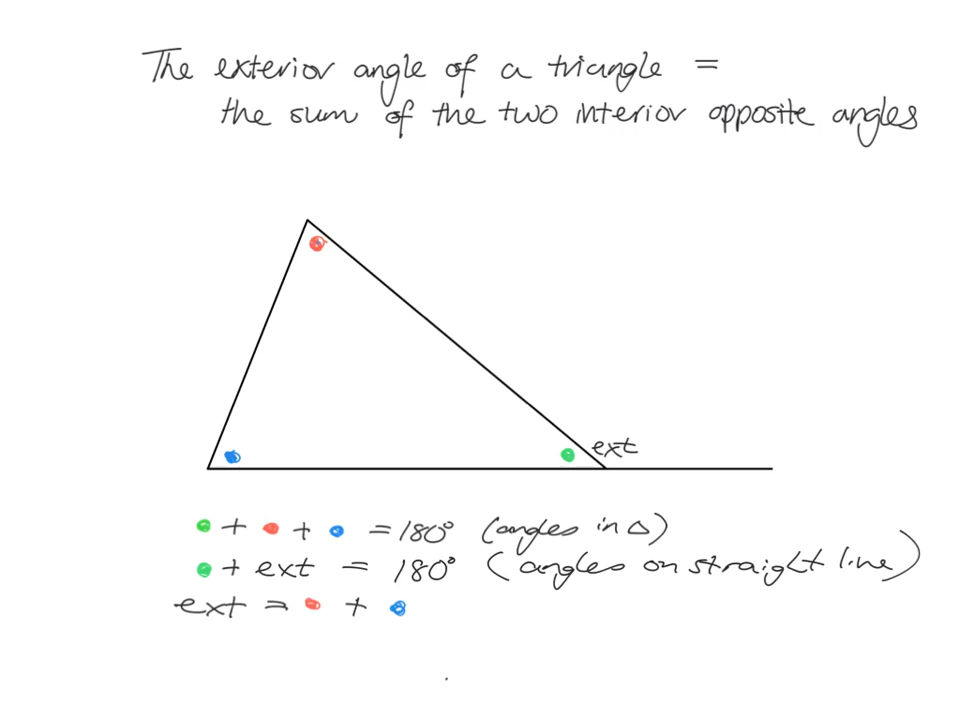 The exterior angle of a triangle =
the sum of the two interior opposite angles
ext
● + ● + ● = 180° (angles in △)
● + ext = 180° (angles on straight line)
ext = ● + ●